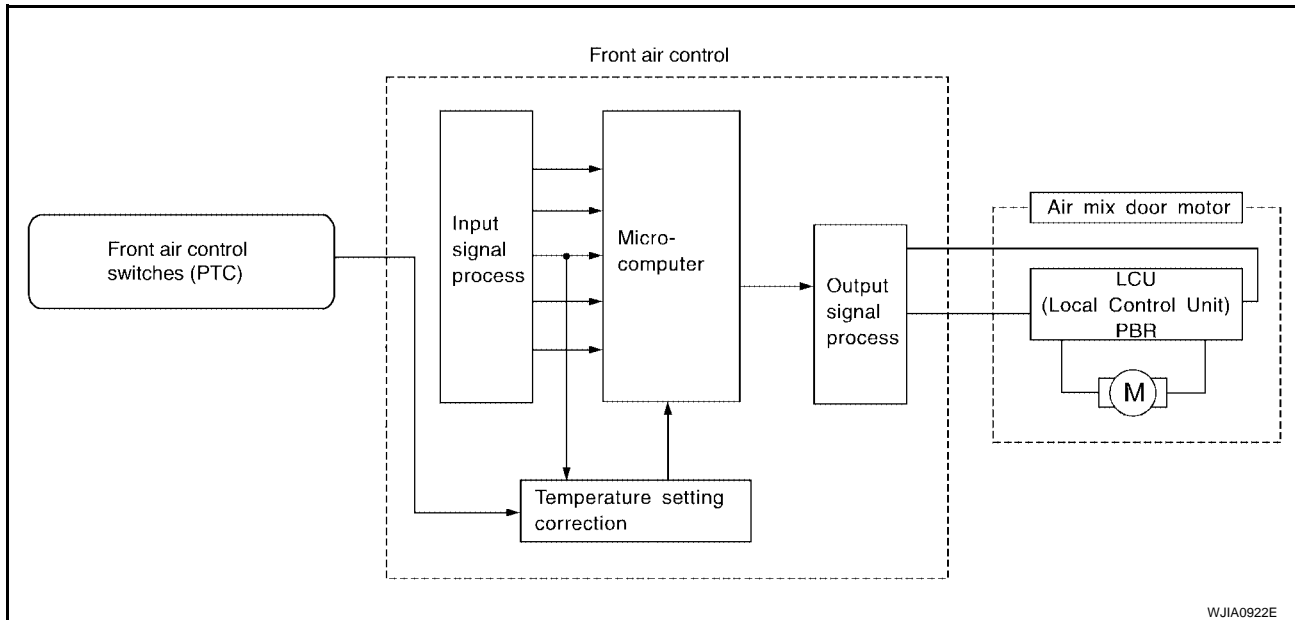 Front air control
Front air control
switches (PTC)
Input
signal
process
Micro-
computer
Output
signal
process
Temperature setting
correction
Air mix door motor
LCU
(Local Control Unit)
PBR
M
WJIA0922E